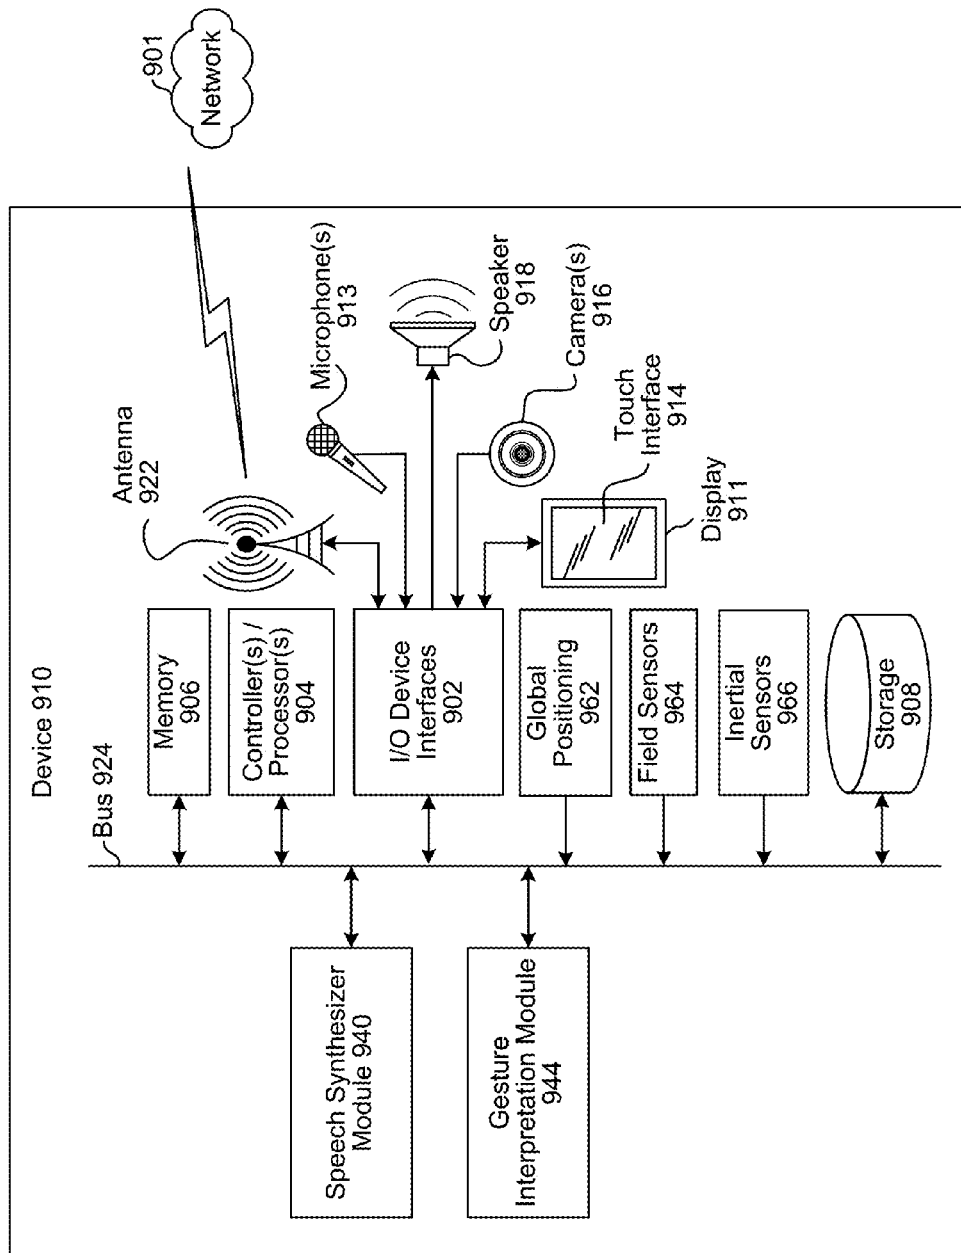 Device 910
Bus 924
Speech Synthesizer
Module 940
Gesture
Interpretation Module
944
Memory
906
Controller(s) /
Processor(s)
904
I/O Device
Interfaces
902
Global
Positioning
962
Field Sensors
964
Inertial
Sensors
966
Storage
908
Antenna
922
Microphone(s)
913
Speaker
918
Camera(s)
916
Touch
Interface
914
Display
911
901
Network